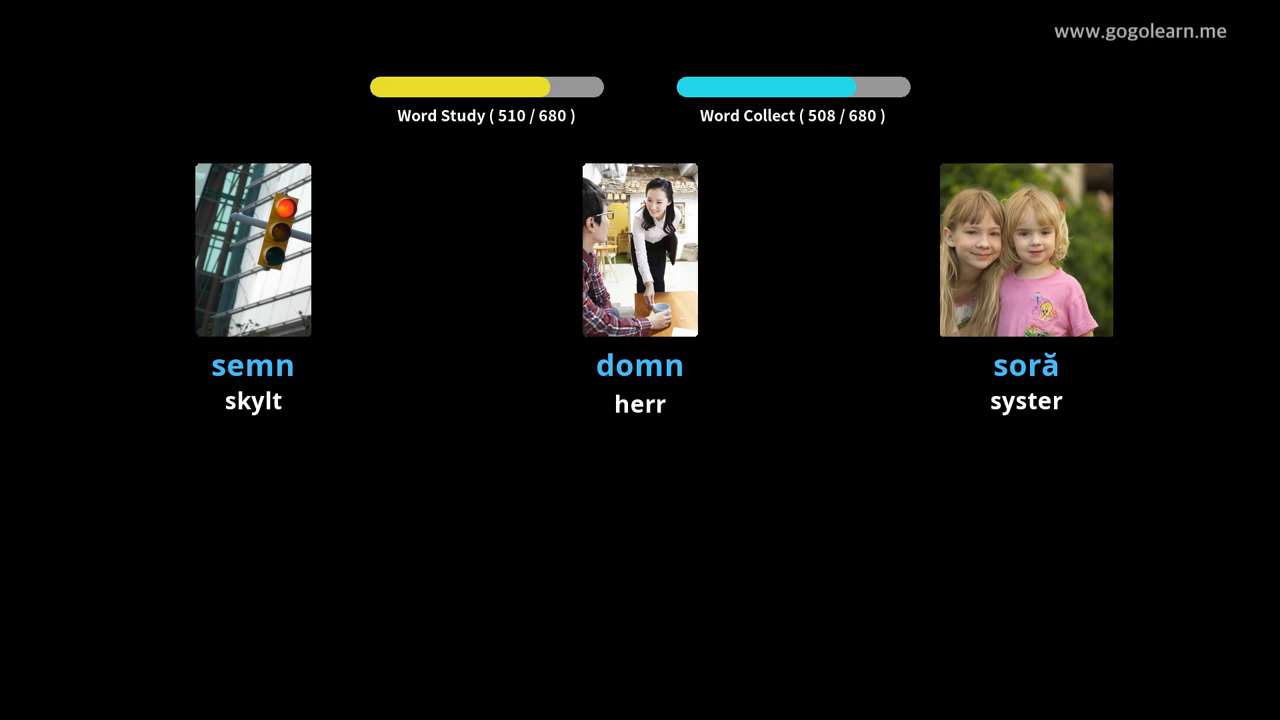 www.gogolearn.me
Word Study ( 510 / 680 )
Word Collect ( 508 / 680 )
semn
domn
soră
skylt
herr
syster